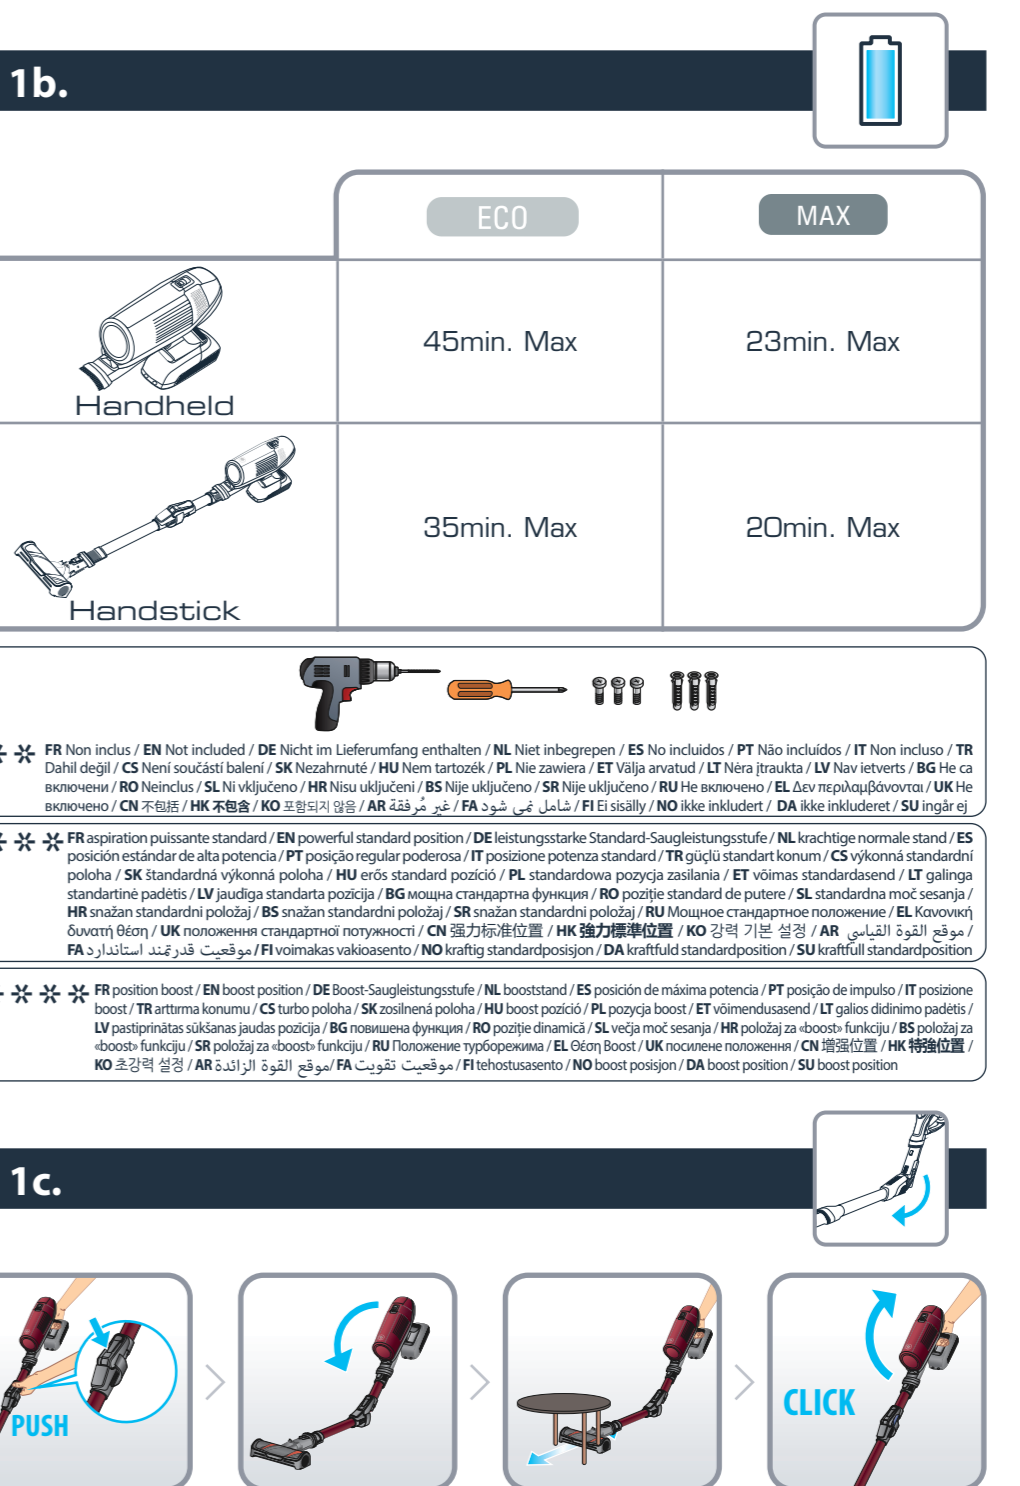 1b.
ECO
MAX
45min. Max
23min. Max
Handheld
35min. Max
20min. Max
Handstick
FR Non inclus / EN Not included / DE Nicht im Lieferumfang enthalten / NL Niet inbegrepen / ES No incluidos / PT Não incluídos / IT Non incluso / TR
Dahil değil / CS Není součástí balení / SK Nezahrnuté / HU Nem tartozék / PL Nie zawiera / ET Välja arvatud / LT Nėra įtraukta / LV Nav ietverts / BG Не са
включени / RO Neinclus / SL Ni vključeno / HR Nisu uključeni / BS Nije uključeno / SR Nije uključeno / RU Не включено / EL Δεν περιλαμβάνονται / UK Не
включено / CN 不包括 / HK 不包含 / KO 포함되지 않음 / AR غير مُرفقة / FA شامل نمی شود / FI Ei sisälly / NO ikke inkludert / DA ikke inkluderet / SU ingår ej
FR aspiration puissante standard / EN powerful standard position / DE leistungsstarke Standard-Saugleistungsstufe / NL krachtige normale stand / ES
posición estándar de alta potencia / PT posição regular poderosa / IT posizione potenza standard / TR güçlü standart konum / CS výkonná standardní
poloha / SK štandardná výkonná poloha / HU erős standard pozíció / PL standardowa pozycja zasilania / ET võimas standardasend / LT galinga
standartinė padėtis / LV jaudīga standarta pozīcija / BG мощна стандартна функция / RO poziție standard de putere / SL standardna moč sesanja /
HR snažan standardni položaj / BS snažan standardni položaj / SR snažan standardni položaj / RU Мощное стандартное положение / EL Κανονική
δυνατή θέση / UK положення стандартної потужності / CN 强力标准位置 / HK 強力標準位置 / KO 강력 기본 설정 / AR موقع القوة القياسي /
FA موقعیت قدرتمند استاندارد / FI voimakas vakioasento / NO kraftig standardposisjon / DA kraftfuld standardposition / SU kraftfull standardposition
FR position boost / EN boost position / DE Boost-Saugleistungsstufe / NL booststand / ES posición de máxima potencia / PT posição de impulso / IT posizione
boost / TR arttırma konumu / CS turbo poloha / SK zosilnená poloha / HU boost pozíció / PL pozycja boost / ET võimendusasend / LT galios didinimo padėtis /
LV pastiprinātas sūkšanas jaudas pozīcija / BG повишена функция / RO poziție dinamică / SL večja moč sesanja / HR položaj za «boost» funkciju / BS položaj za
«boost» funkciju / SR položaj za «boost» funkciju / RU Положение турборежима / EL Θέση Boost / UK посилене положення / CN 增强位置 / HK 特強位置 /
KO 초강력 설정 / AR موقع القوة الزائدة / FA موقعیت تقویت / FI tehostusasento / NO boost posisjon / DA boost position / SU boost position
1c.
PUSH
CLICK